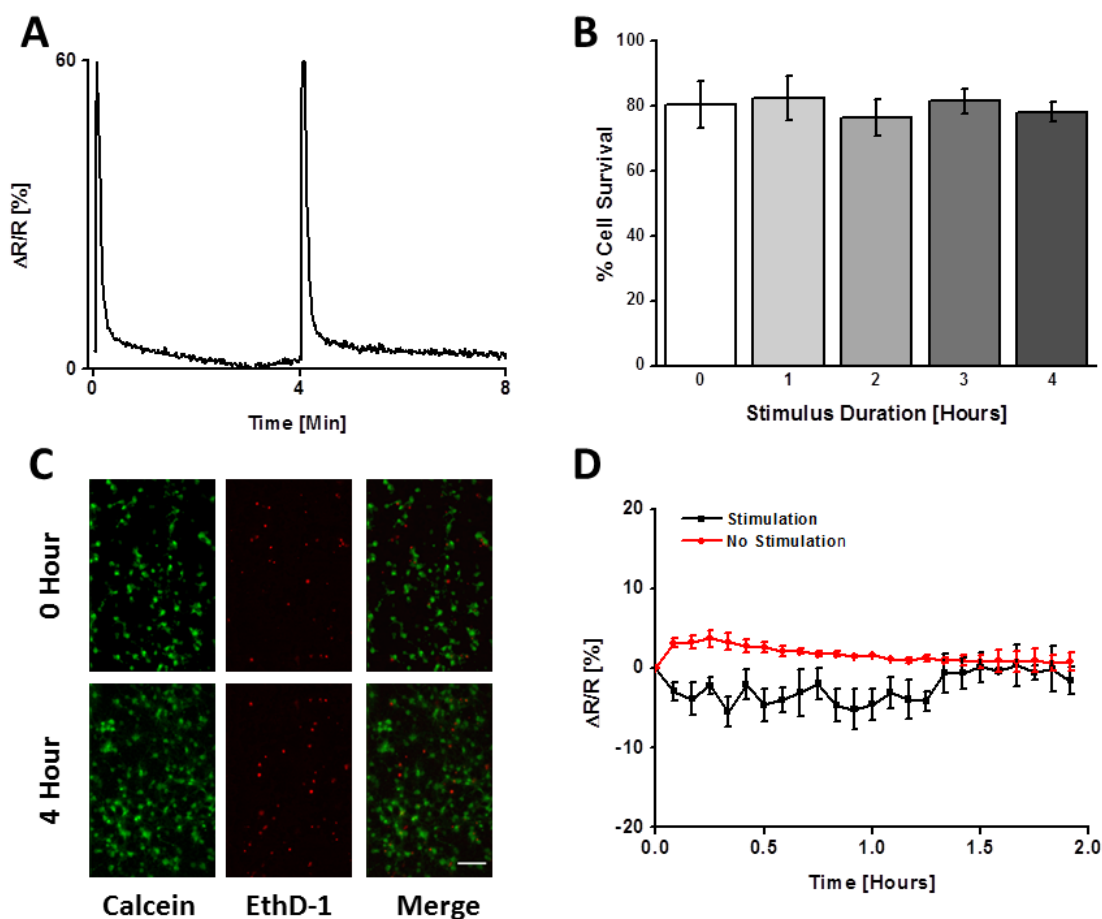 A
60
0
ΔR/R [%]
0
4
8
Time [Min]
B
100
80
60
40
20
0
% Cell Survival
0
1
2
3
4
Stimulus Duration [Hours]
C
0 Hour
4 Hour
Calcein
EthD-1
Merge
D
20
10
0
-10
-20
ΔR/R [%]
Stimulation
No Stimulation
0.0
0.5
1.0
1.5
2.0
Time [Hours]